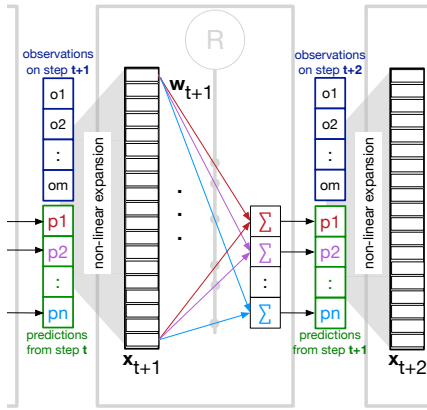 R
observations
on step t+1
o1
o2
:
om
p1
p2
:
pn
predictions
from step t
non-linear expansion
x t+1
w t+1
. . .
. . .
Σ
Σ
:
Σ
observations
on step t+2
o1
o2
:
om
p1
p2
:
pn
predictions
from step t+1
non-linear expansion
x t+2